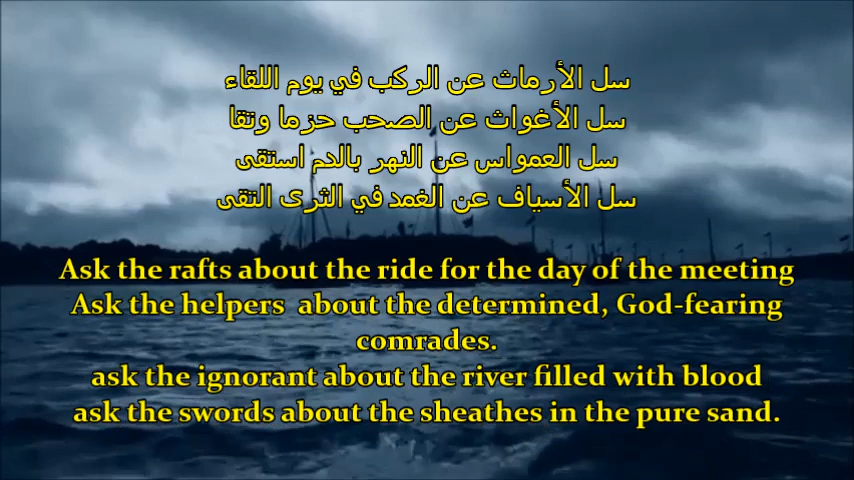 سل الأرماث عن الركب في يوم اللقاء
سل الأغواث عن الصحب حزما وتقا
سل العمواس عن النهر بالدم استقى
سل الأسياف عن الغمد في الثرى التقى
Ask the rafts about the ride for the day of the meeting
Ask the helpers about the determined, God-fearing
comrades.
ask the ignorant about the river filled with blood
ask the swords about the sheathes in the pure sand.